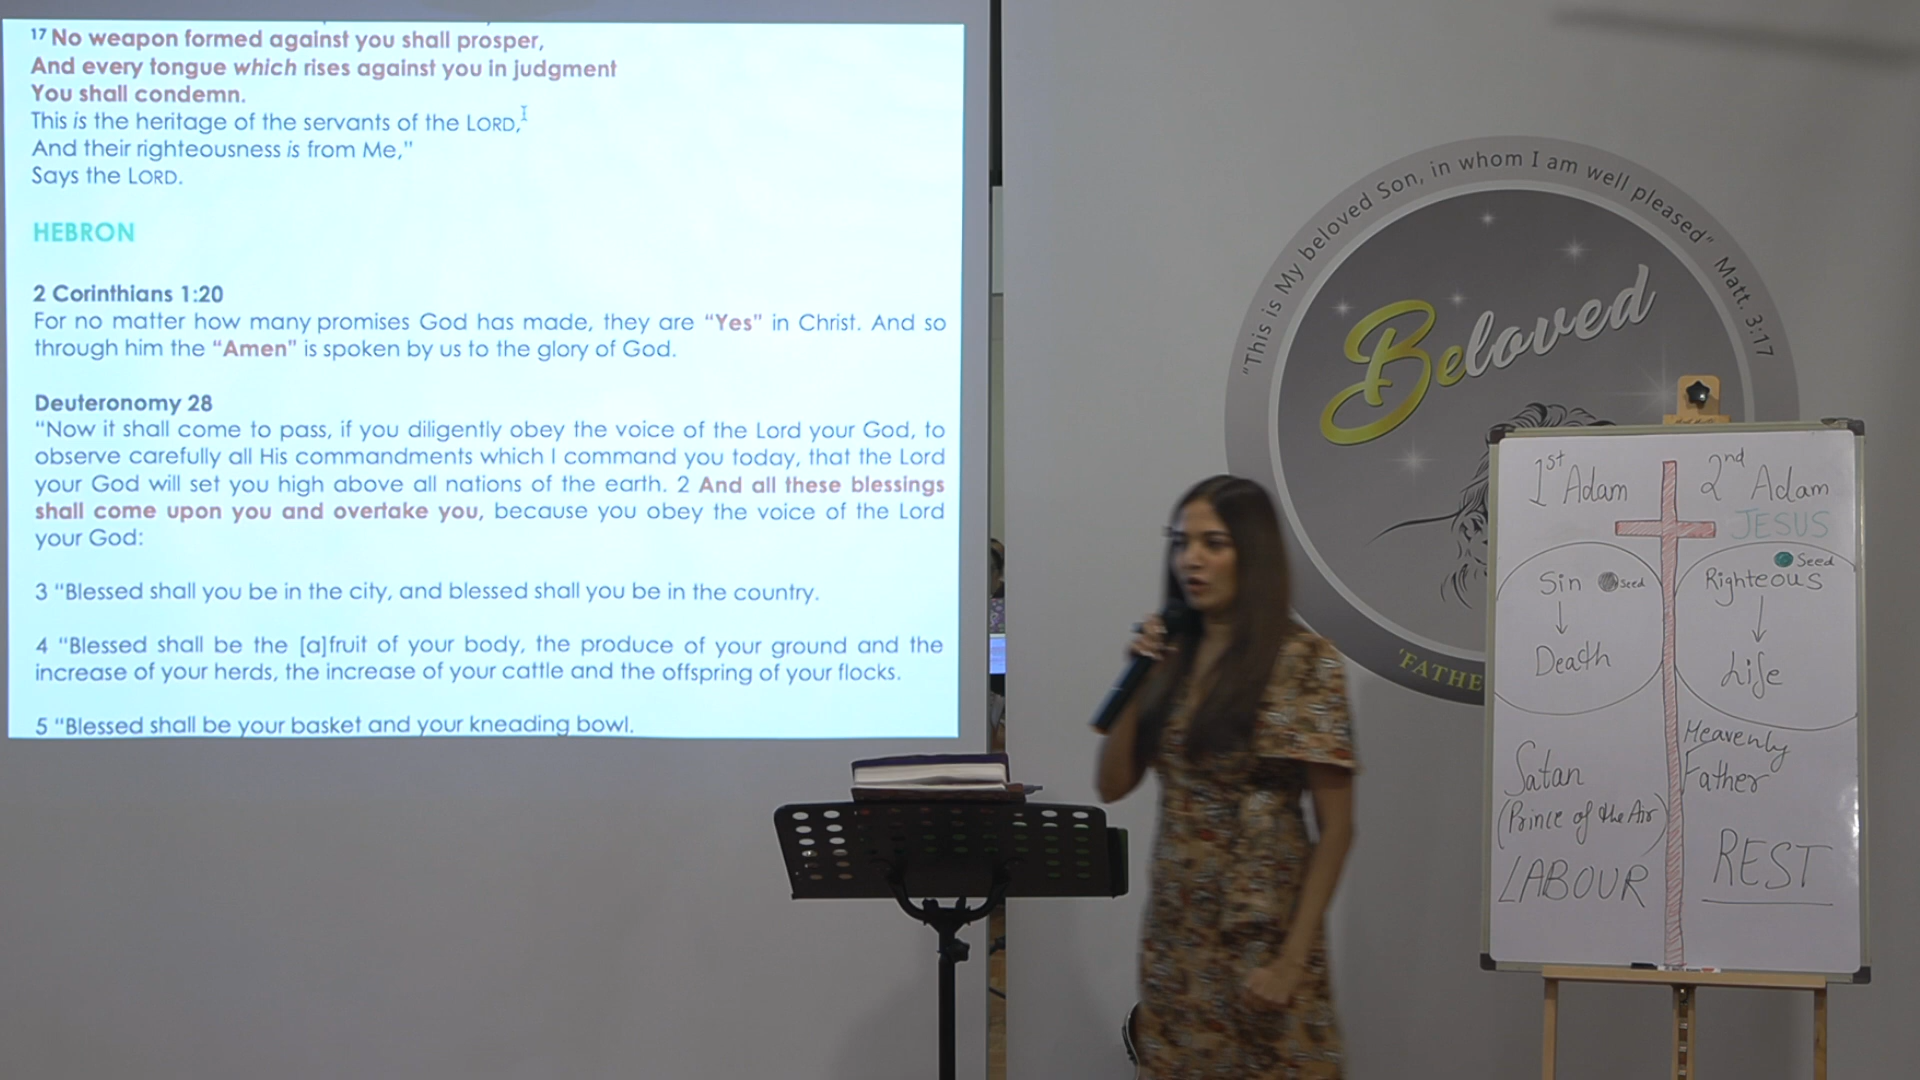 17 No weapon formed against you shall prosper,
And every tongue which rises against you in judgment
You shall condemn.
This is the heritage of the servants of the LORD,
And their righteousness is from Me,”
Says the LORD.
HEBRON
2 Corinthians 1:20
For no matter how many promises God has made, they are “Yes” in Christ. And so
through him the “Amen” is spoken by us to the glory of God.
Deuteronomy 28
“Now it shall come to pass, if you diligently obey the voice of the Lord your God, to
observe carefully all His commandments which I command you today, that the Lord
your God will set you high above all nations of the earth. 2 And all these blessings
shall come upon you and overtake you, because you obey the voice of the Lord
your God:
3 “Blessed shall you be in the city, and blessed shall you be in the country.
4 “Blessed shall be the [a]fruit of your body, the produce of your ground and the
increase of your herds, the increase of your cattle and the offspring of your flocks.
5 “Blessed shall be your basket and your kneading bowl.
"This is My beloved Son, in whom I am well pleased" Matt. 3:17
Beloved
'FATHE
1st Adam
Sin Seed
Death
Satan
(Prince of the Air)
LABOUR
2nd Adam
JESUS
Seed
Righteous
Life
Heavenly
Father
REST